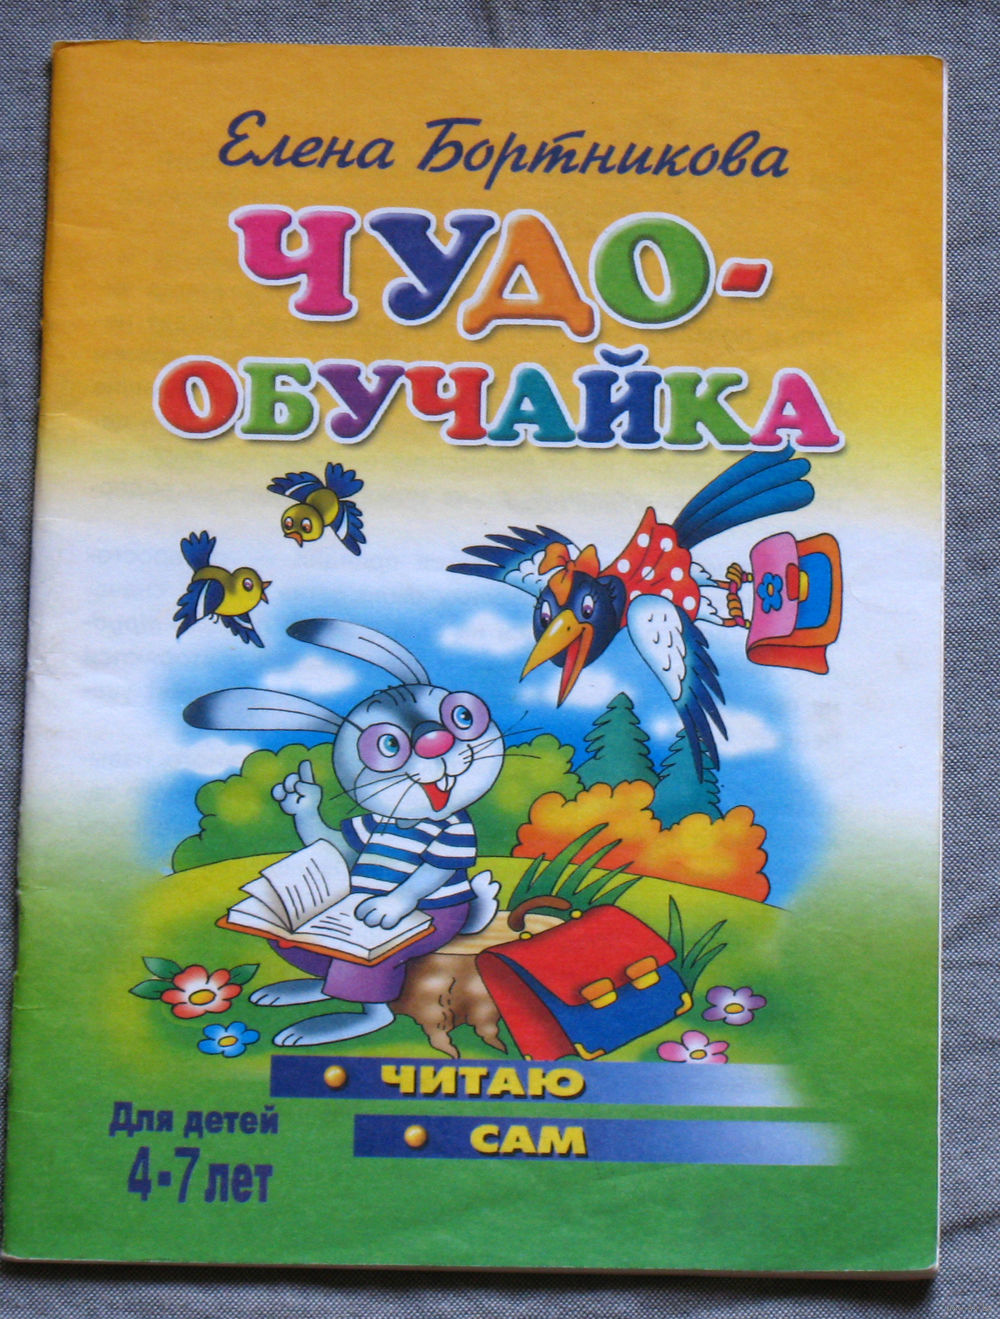 Елена Бортникова
ЧУДО-
ОБУЧАЙКА
ЧИТАЮ
САМ
Для детей
4-7 лет